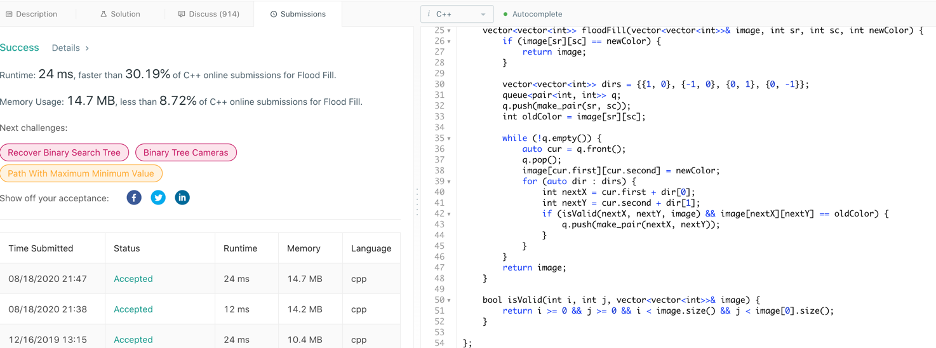 Description
Solution
Discuss (914)
Submissions
Success Details >
Runtime: 24 ms, faster than 30.19% of C++ online submissions for Flood Fill.
Memory Usage: 14.7 MB, less than 8.72% of C++ online submissions for Flood Fill.
Next challenges:
Recover Binary Search Tree
Binary Tree Cameras
Path With Maximum Minimum Value
Show off your acceptance:
Time Submitted Status Runtime Memory Language
08/18/2020 21:47 Accepted 24 ms 14.7 MB cpp
08/18/2020 21:38 Accepted 12 ms 14.2 MB cpp
12/16/2019 13:15 Accepted 24 ms 10.4 MB cpp
i C++ Autocomplete
25 vector<vector<int>> floodFill(vector<vector<int>>& image, int sr, int sc, int newColor) {
26 if (image[sr][sc] == newColor) {
27 return image;
28 }
29
30 vector<vector<int>> dirs = {{1, 0}, {-1, 0}, {0, 1}, {0, -1}};
31 queue<pair<int, int>> q;
32 q.push(make_pair(sr, sc));
33 int oldColor = image[sr][sc];
34
35 while (!q.empty()) {
36 auto cur = q.front();
37 q.pop();
38 image[cur.first][cur.second] = newColor;
39 for (auto dir : dirs) {
40 int nextX = cur.first + dir[0];
41 int nextY = cur.second + dir[1];
42 if (isValid(nextX, nextY, image) && image[nextX][nextY] == oldColor) {
43 q.push(make_pair(nextX, nextY));
44 }
45 }
46 }
47 return image;
48 }
49
50 bool isValid(int i, int j, vector<vector<int>>& image) {
51 return i >= 0 && j >= 0 && i < image.size() && j < image[0].size();
52 }
53
54 };